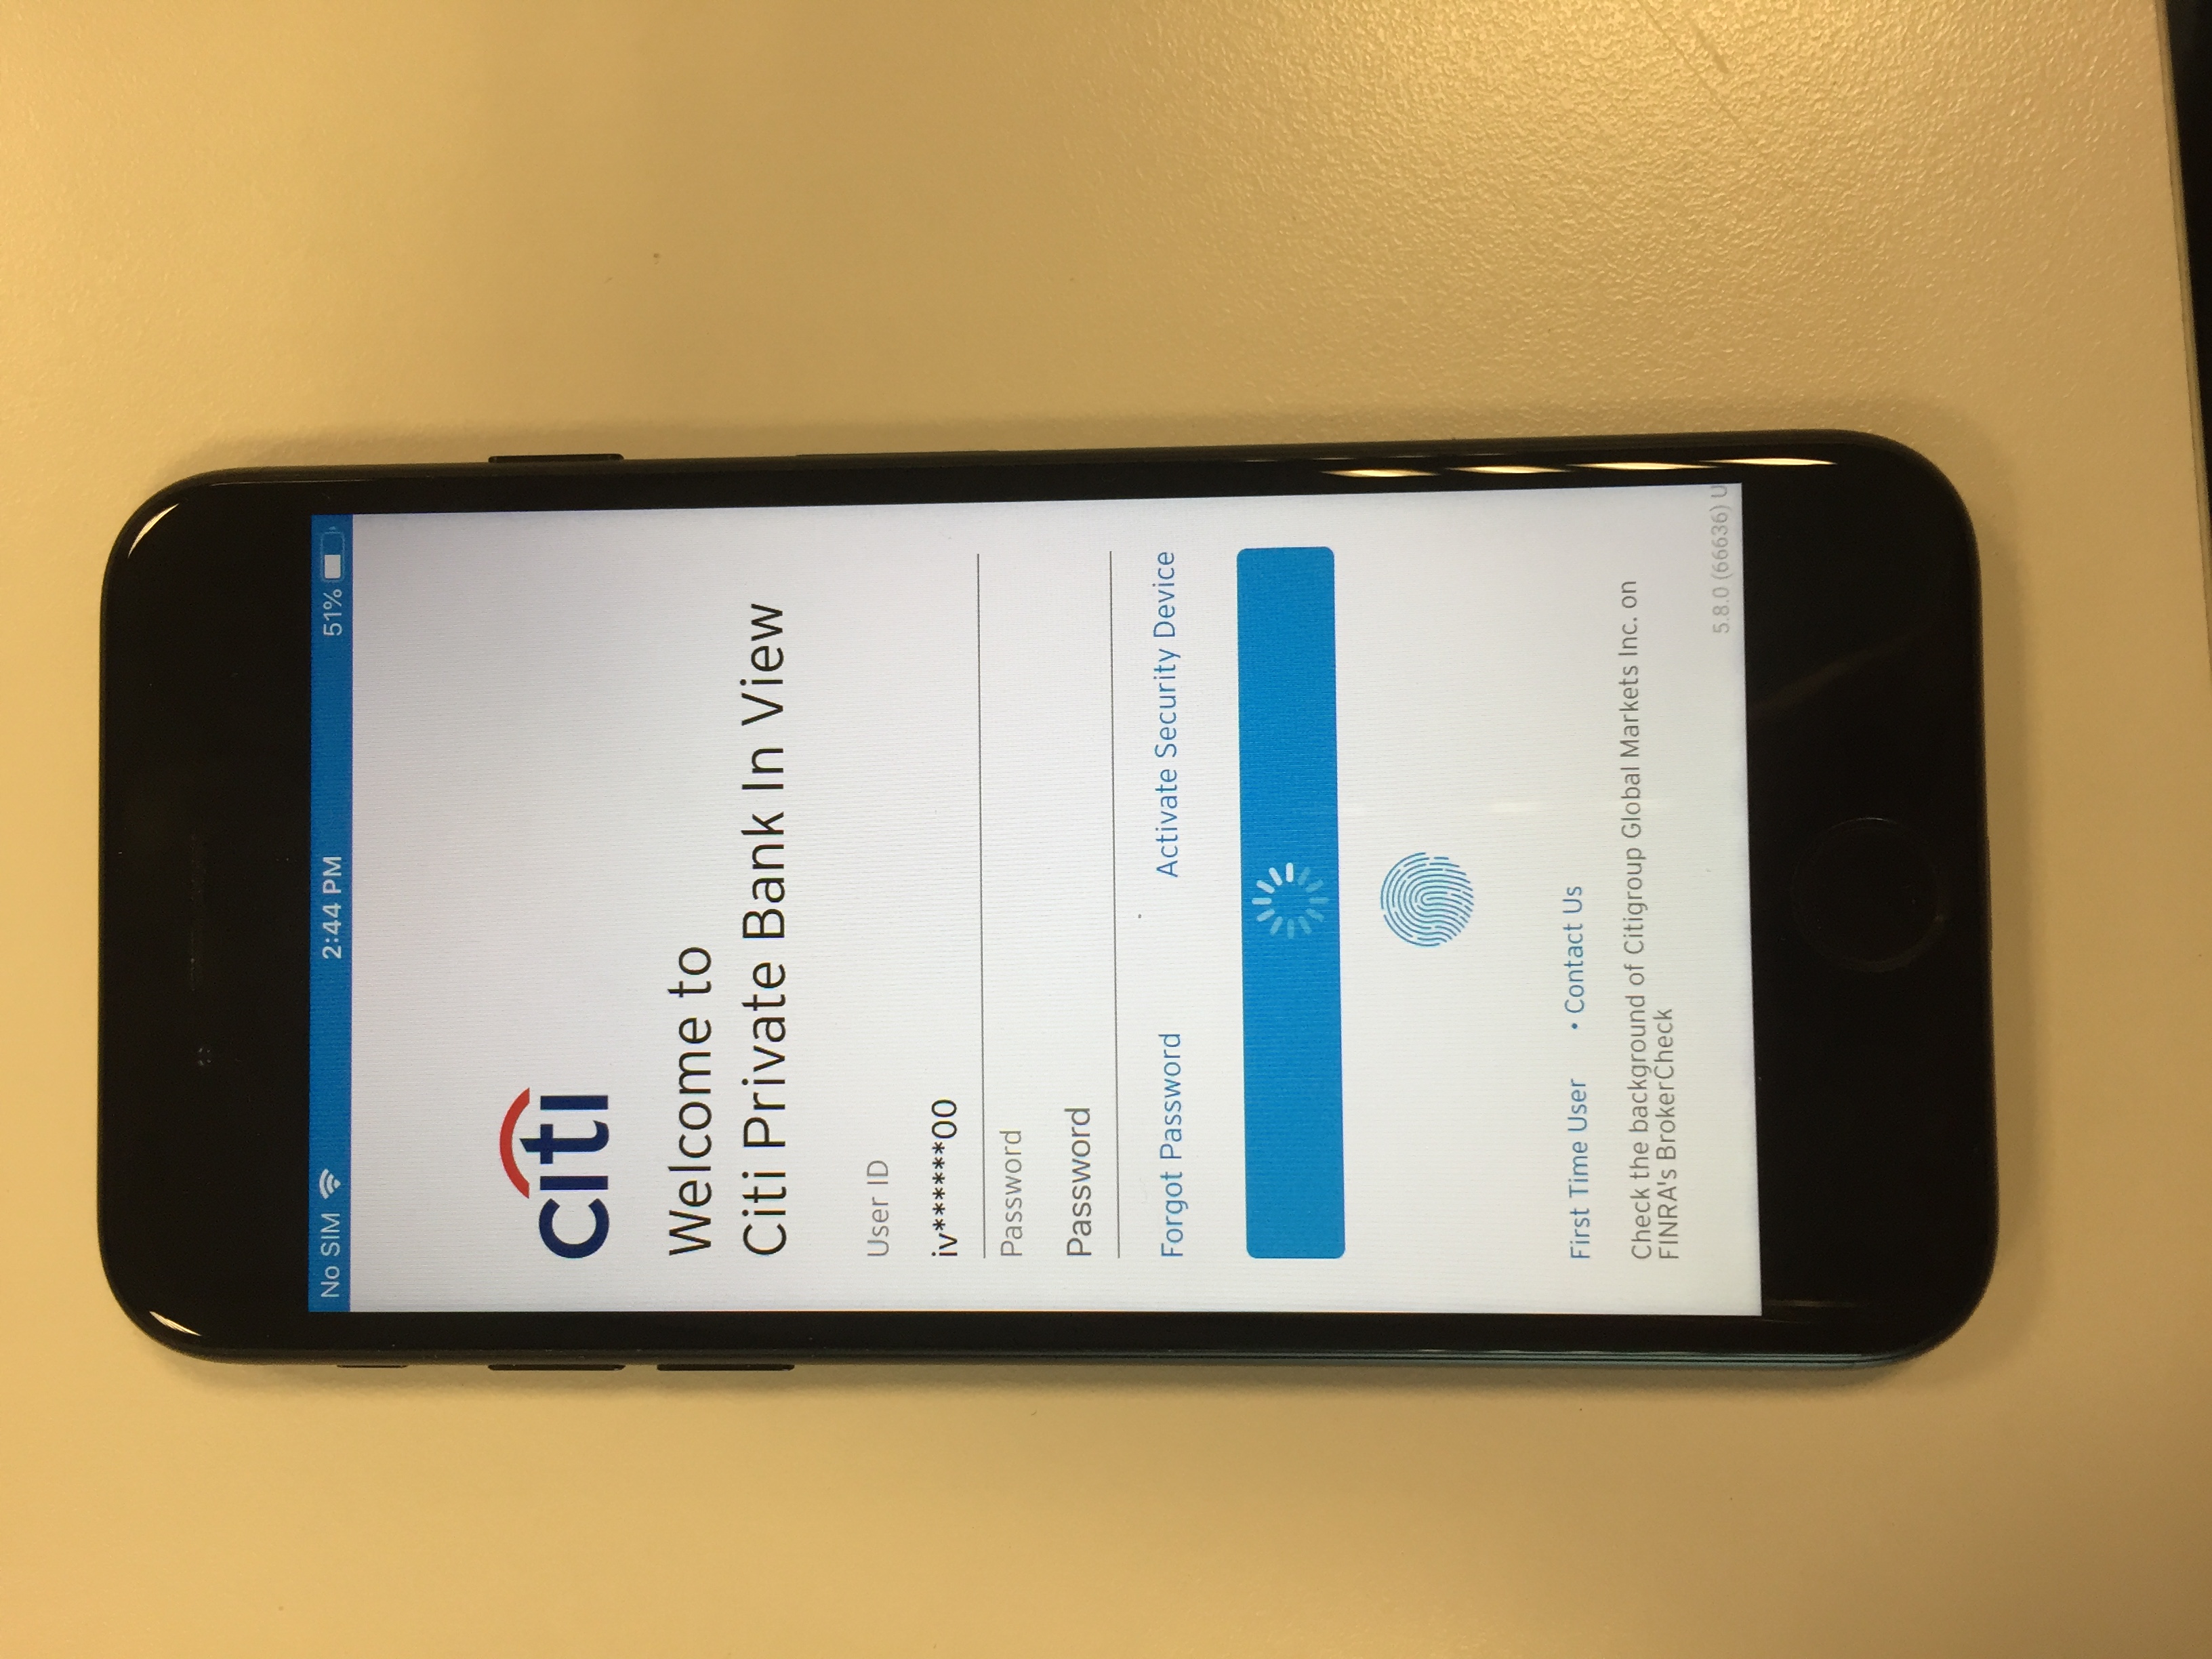 No SIM 2:44 PM 51%
citi
Welcome to
Citi Private Bank In View
User ID
iv******00
Password
Password
Forgot Password Activate Security Device
First Time User • Contact Us
Check the background of Citigroup Global Markets Inc. on
FINRA's BrokerCheck
5.8.0 (66636) U